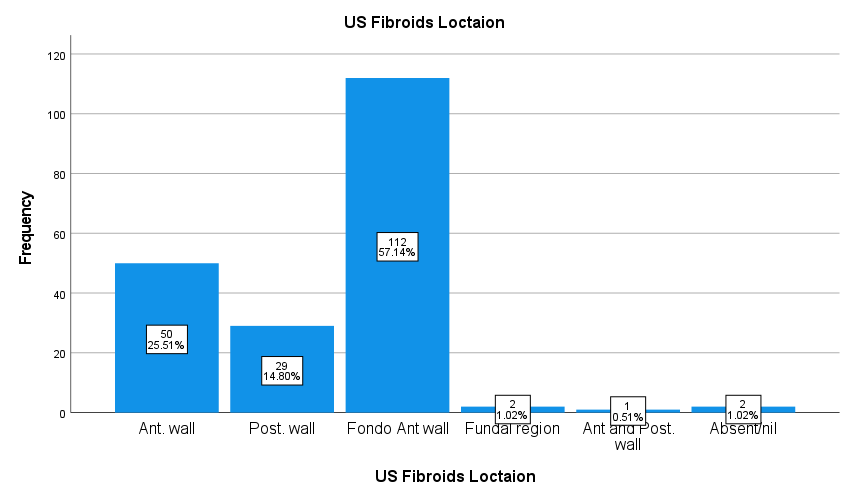 US Fibroids Loctaion
Frequency
120
100
80
60
40
20
0
50
25.51%
29
14.80%
112
57.14%
2
1.02%
1
0.51%
2
1.02%
Ant. wall
Post. wall
Fondo Ant wall
Fundal region
Ant and Post.
wall
Absent/nil
US Fibroids Loctaion